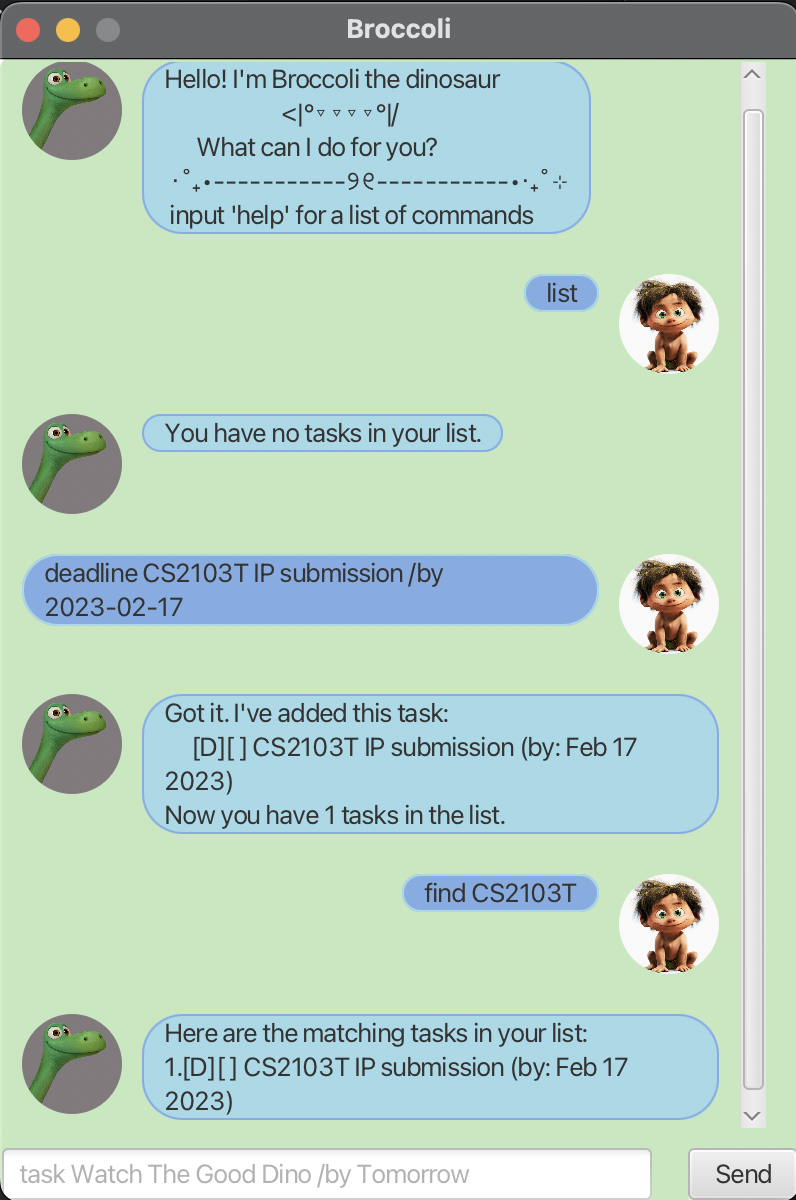 Broccoli
Hello! I'm Broccoli the dinosaur
<|°▿▿▿▿°|/
What can I do for you?
‧˚₊•-----------୨୧-----------•‧₊˚⊹
input 'help' for a list of commands
list
You have no tasks in your list.
deadline CS2103T IP submission /by
2023-02-17
Got it. I've added this task:
[D][ ] CS2103T IP submission (by: Feb 17
2023)
Now you have 1 tasks in the list.
find CS2103T
Here are the matching tasks in your list:
1.[D][ ] CS2103T IP submission (by: Feb 17
2023)
task Watch The Good Dino /by Tomorrow
Send